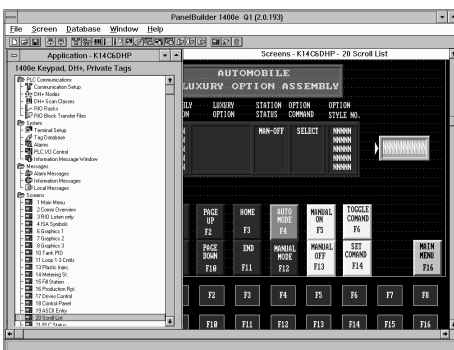 PanelBuilder 1400e Q1 (2.0.193)
File Screen Database Window Help
Application - K14C6DHP
Screens - K14C6DHP - 20 Scroll List
1400e Keypad, DH+, Private Tags
PLC Communications
Communication Setup
DH+ Nodes
DH+ Scan Classes
RIO Racks
RIO Block Transfer Files
System
Terminal Setup
Tag Database
Alarms
PLC I/O Control
Information Message Window
Messages
Alarm Messages
Information Messages
Local Messages
Screens
1 Main Menu
2 Comm Overview
3 RIO Listen only
4 ISA Symbols
6 Graphics 1
7 Graphics 2
8 Graphics 3
10 Tank PID
11 Loop 1-3 Cntrls
13 Plastic Injec.
14 Metering St.
15 Fill Station
16 Production Rpt.
17 Drives Control
18 Control Panel
19 ASCII Entry
20 Scroll List
21 PLC Status
AUTOMOBILE
LUXURY OPTION ASSEMBLY
LUXURY STATION OPTION OPTION
OPTION STATUS COMMAND STYLE NO.
MAN-OFF SELECT NNNNN
NNNNN
NNNNN
NNNNN
NNNNN
PAGE UP F2
HOME F3
AUTO MODE F4
MANUAL ON F5
TOGGLE COMAND F6
PAGE DOWN F10
END F11
MANUAL MODE F12
MANUAL OFF F13
SET COMAND F14
MAIN MENU F16
F2 F3 F4 F5 F6 F7 F8
F10 F11 F12 F13 F14 F15 F16